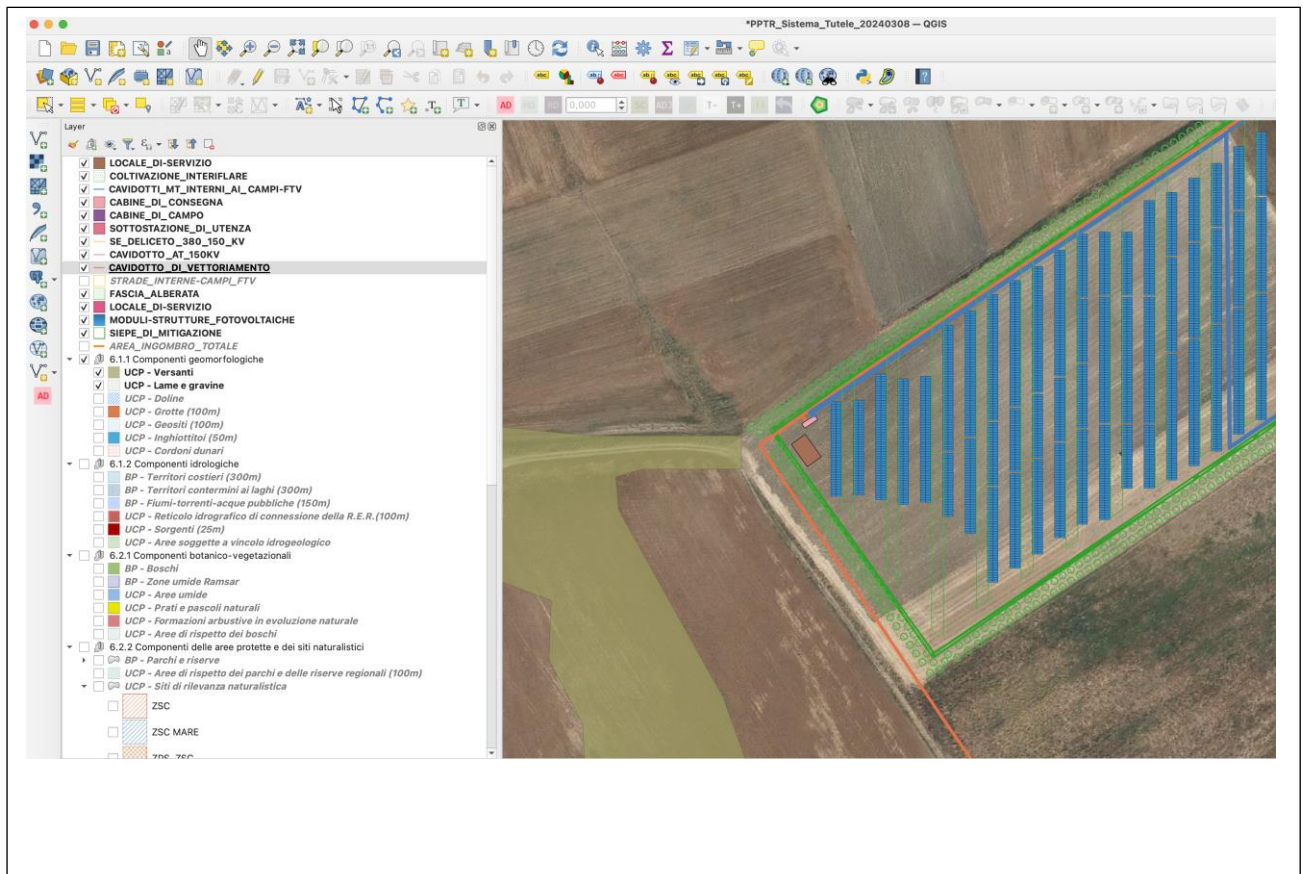 *PPTR_Sistema_Tutele_20240308 — QGIS
0,000
AD
Layer
LOCALE_DI-SERVIZIO
COLTIVAZIONE_INTERIFLARE
CAVIDOTTI_MT_INTERNI_AI_CAMPI-FTV
CABINE_DI_CONSEGNA
CABINE_DI_CAMPO
SOTTOSTAZIONE_DI_UTENZA
SE_DELICETO_380_150_KV
CAVIDOTTO_AT_150KV
CAVIDOTTO_DI_VETTORIAMENTO
STRADE_INTERNE-CAMPI_FTV
FASCIA_ALBERATA
LOCALE_DI-SERVIZIO
MODULI-STRUTTURE_FOTOVOLTAICHE
SIEPE_DI_MITIGAZIONE
AREA_INGOMBRO_TOTALE
6.1.1 Componenti geomorfologiche
UCP - Versanti
UCP - Lame e gravine
UCP - Doline
UCP - Grotte (100m)
UCP - Geositi (100m)
UCP - Inghiottitoi (50m)
UCP - Cordoni dunari
6.1.2 Componenti idrologiche
BP - Territori costieri (300m)
BP - Territori contermini ai laghi (300m)
BP - Fiumi-torrenti-acque pubbliche (150m)
UCP - Reticolo idrografico di connessione della R.E.R.(100m)
UCP - Sorgenti (25m)
UCP - Aree soggette a vincolo idrogeologico
6.2.1 Componenti botanico-vegetazionali
BP - Boschi
BP - Zone umide Ramsar
UCP - Aree umide
UCP - Prati e pascoli naturali
UCP - Formazioni arbustive in evoluzione naturale
UCP - Aree di rispetto dei boschi
6.2.2 Componenti delle aree protette e dei siti naturalistici
BP - Parchi e riserve
UCP - Aree di rispetto dei parchi e delle riserve regionali (100m)
UCP - Siti di rilevanza naturalistica
ZSC
ZSC MARE
AD